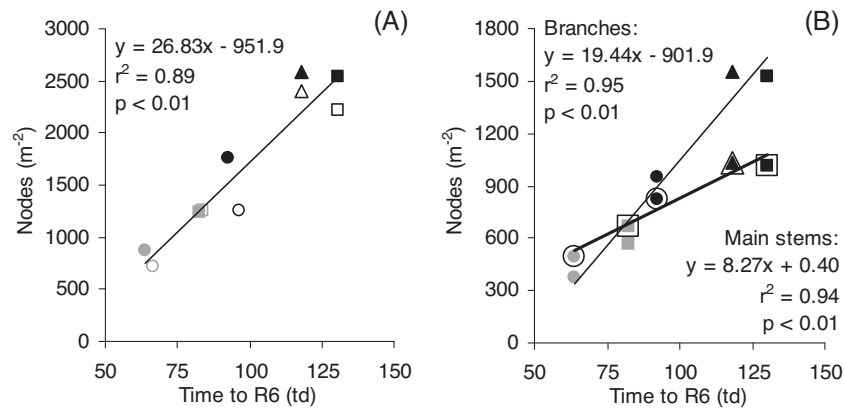 (A)
y = 26.83x - 951.9
r² = 0.89
p < 0.01
3000
2500
2000
1500
1000
500
0
Nodes (m⁻²)
50 75 100 125 150
Time to R6 (td)
(B)
Branches:
y = 19.44x - 901.9
r² = 0.95
p < 0.01
1800
1500
1200
900
600
300
0
Nodes (m⁻²)
Main stems:
y = 8.27x + 0.40
r² = 0.94
p < 0.01
50 75 100 125 150
Time to R6 (td)